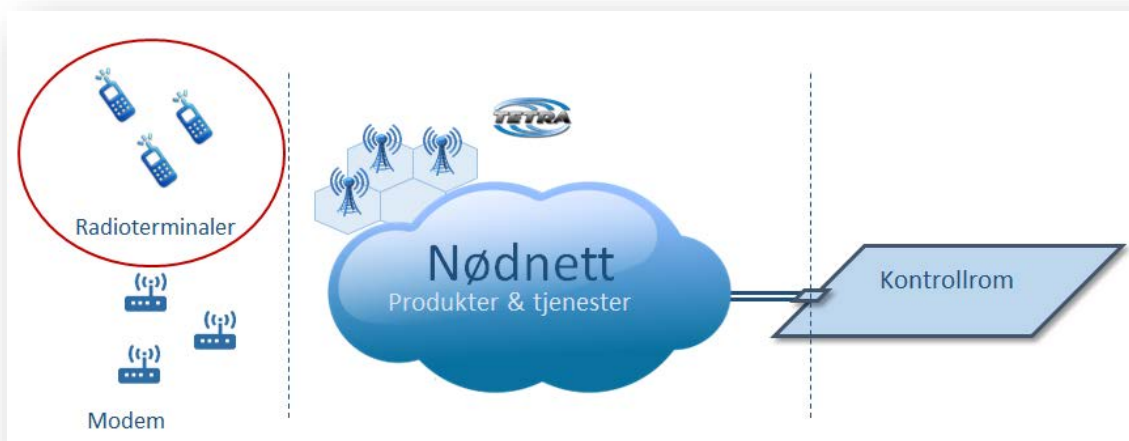 Radioterminaler
Modem
TETRA
Nødnett
Produkter & tjenester
Kontrollrom